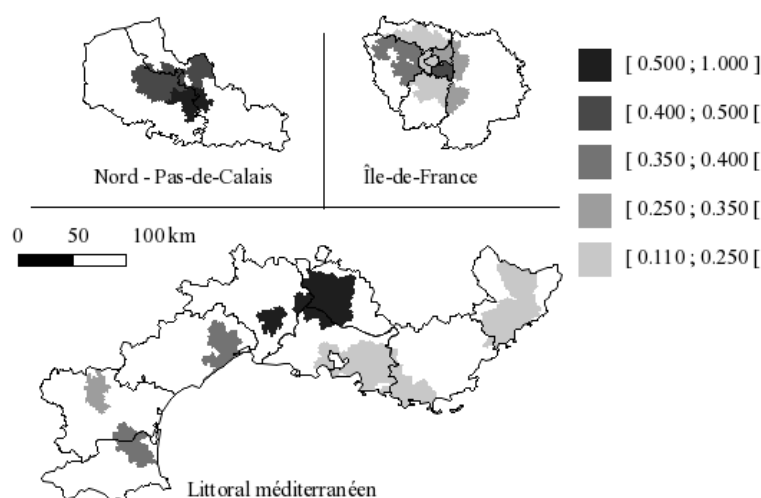 [ 0.500 ; 1.000 ]
[ 0.400 ; 0.500 [
[ 0.350 ; 0.400 [
[ 0.250 ; 0.350 [
[ 0.110 ; 0.250 [
Nord - Pas-de-Calais
Île-de-France
0 50 100 km
Littoral méditerranéen